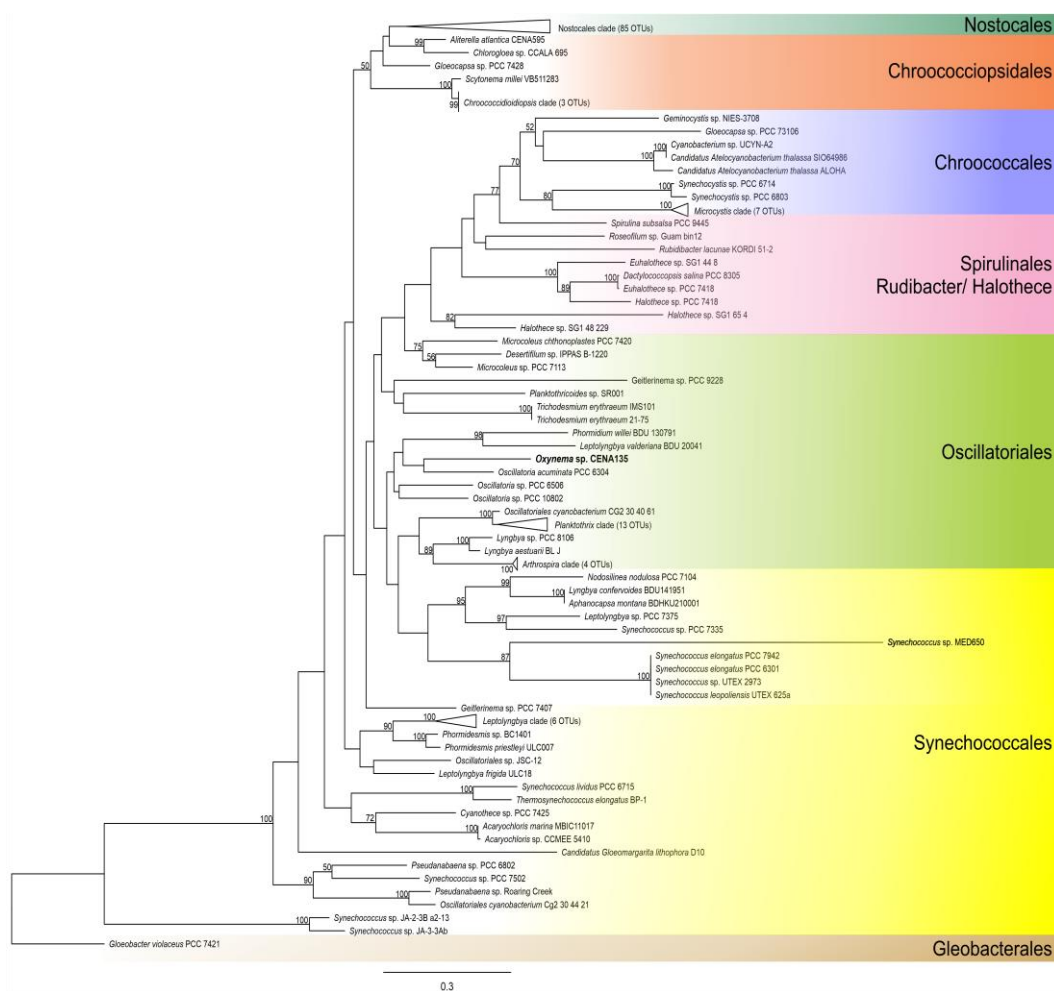 Nostocales clade (85 OTUs)
Nostocales
Aliterella atlantica CENA595
99
Chlorogloea sp. CCALA 695
50
Gloeocapsa sp. PCC 7428
Chroococciopsidales
Scytonema millei VB511283
100
99
Chroococcidioidiopsis clade (3 OTUs)
Geminocystis sp. NIES-3708
52
Gloeocapsa sp. PCC 73106
Cyanobacterium sp. UCYN-A2
100
Candidatus Atelocyanobacterium thalassa SIO64986
70
Chroococcales
Candidatus Atelocyanobacterium thalassa ALOHA
Synechocystis sp. PCC 6714
100
77
80
Synechocystis sp. PCC 6803
100
Microcystis clade (7 OTUs)
Spirulina subsalsa PCC 9445
Roseofilum sp. Guam bin12
Rubidibacter lacunae KORDI 51-2
Spirulinales
Rudibacter/ Halothece
Euhalothece sp. SG1 44 8
100
Dactylococcopsis salina PCC 8305
100
89
Euhalothece sp. PCC 7418
Halothece sp. PCC 7418
82
Halothece sp. SG1 65 4
Halothece sp. SG1 48 229
Microcoleus chthonoplastes PCC 7420
75
Desertifilum sp. IPPAS B-1220
56
Microcoleus sp. PCC 7113
Geitlerinema sp. PCC 9228
Planktothricoides sp. SR001
Trichodesmium erythraeum IMS101
100
Trichodesmium erythraeum 21-75
Phormidium willei BDU 130791
98
Leptolyngbya valderiana BDU 20041
Oscillatoriales
Oxynema sp. CENA135
Oscillatoria acuminata PCC 6304
Oscillatoria sp. PCC 6506
Oscillatoria sp. PCC 10802
Oscillatoriales cyanobacterium CG2 30 40 61
100
Planktothrix clade (13 OTUs)
Lyngbya sp. PCC 8106
100
89
Lyngbya aestuarii BL J
Arthrospira clade (4 OTUs)
100
Nodosilinea nodulosa PCC 7104
99
Lyngbya confervoides BDU141951
100
95
Aphanocapsa montana BDHKU210001
Leptolyngbya sp. PCC 7375
97
Synechococcus sp. PCC 7335
Synechococcus sp. MED650
87
Synechococcus elongatus PCC 7942
Synechococcus elongatus PCC 6301
100
Synechococcus sp. UTEX 2973
Synechococcus leopoliensis UTEX 625a
Geitlerinema sp. PCC 7407
100
Leptolyngbya clade (6 OTUs)
90
Phormidesmis sp. BC1401
100
Phormidesmis priestleyi ULC007
Synechococcales
Oscillatoriales sp. JSC-12
Leptolyngbya frigida ULC18
Synechococcus lividus PCC 6715
100
Thermosynechococcus elongatus BP-1
Cyanothece sp. PCC 7425
72
Acaryochloris marina MBIC11017
100
100
Acaryochloris sp. CCMEE 5410
Candidatus Gloeomargarita lithophora D10
Pseudanabaena sp. PCC 6802
50
Synechococcus sp. PCC 7502
90
Pseudanabaena sp. Roaring Creek
100
Oscillatoriales cyanobacterium Cg2 30 44 21
Synechococcus sp. JA-2-3B a2-13
100
Synechococcus sp. JA-3-3Ab
Gloeobacter violaceus PCC 7421
Gleobacterales
0.3